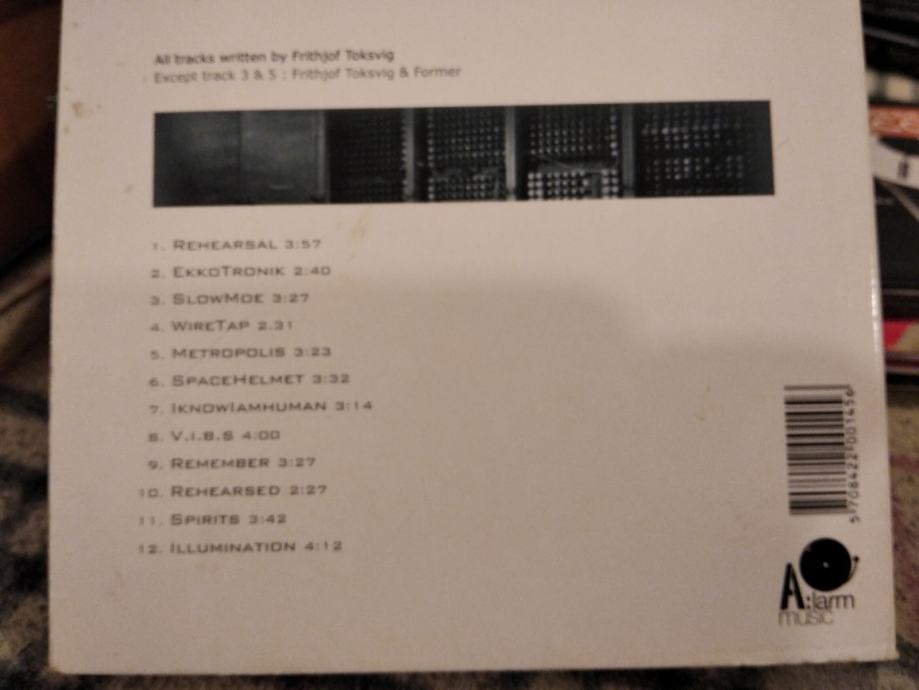 All tracks written by Frithjof Toksvig
Except track 3 & 5 : Frithjof Toksvig & Former
1. REHEARSAL 3:57
2. EKKOTRONIK 2:40
3. SLOWMOE 3:27
4. WIRETAP 2.31
5. METROPOLIS 3:23
6. SPACEHELMET 3:32
7. IKNOWIAMHUMAN 3:14
8. V.I.B.S 4:00
9. REMEMBER 3:27
10. REHEARSED 2:27
11. SPIRITS 3:42
12. ILLUMINATION 4:12
5 708422 001456
A:larm
music